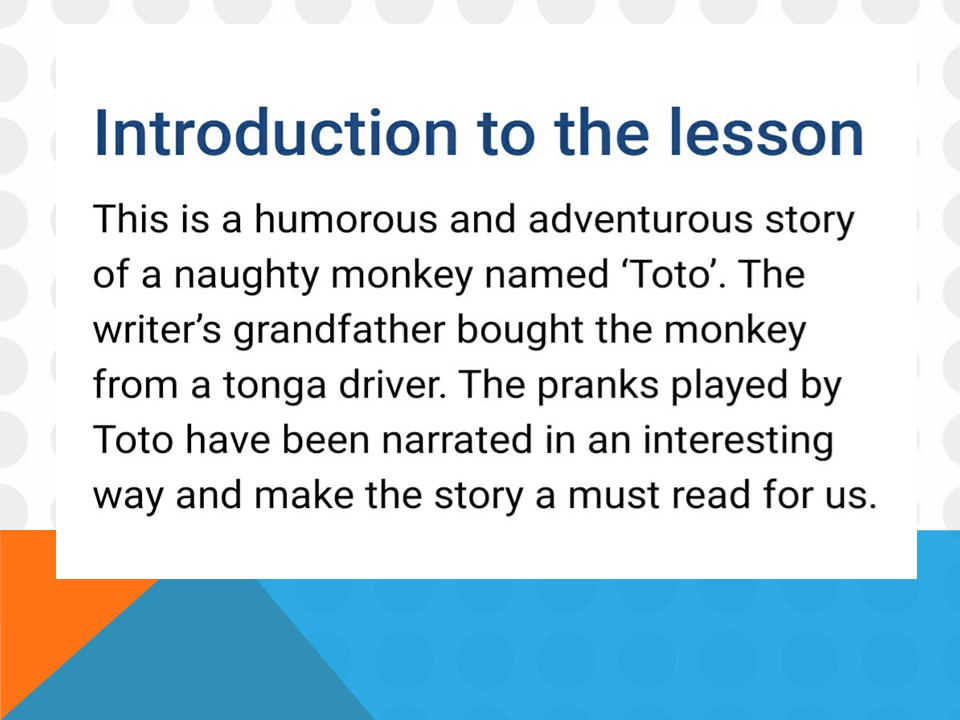 Introduction to the lesson
This is a humorous and adventurous story
of a naughty monkey named ‘Toto’. The
writer’s grandfather bought the monkey
from a tonga driver. The pranks played by
Toto have been narrated in an interesting
way and make the story a must read for us.